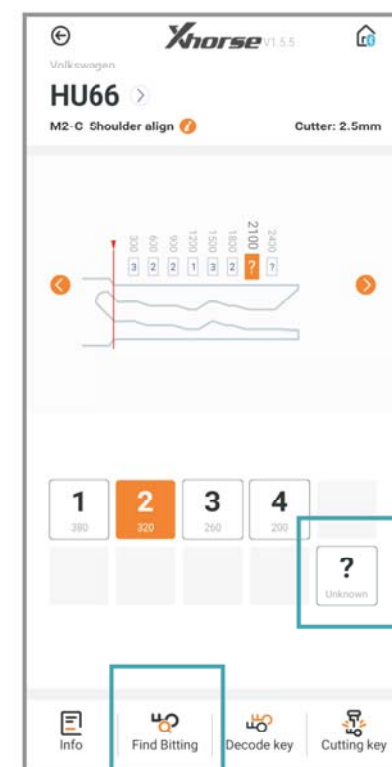 Xhorse V1.5.5
Volkswagen
HU66
M2-C Shoulder align Cutter: 2.5mm
300 600 900 1200 1500 1800 2100 2400
3 2 2 1 3 2 ? ?
1 2 3 4
380 320 260 200
?
Unknown
Info Find Bitting Decode key Cutting key